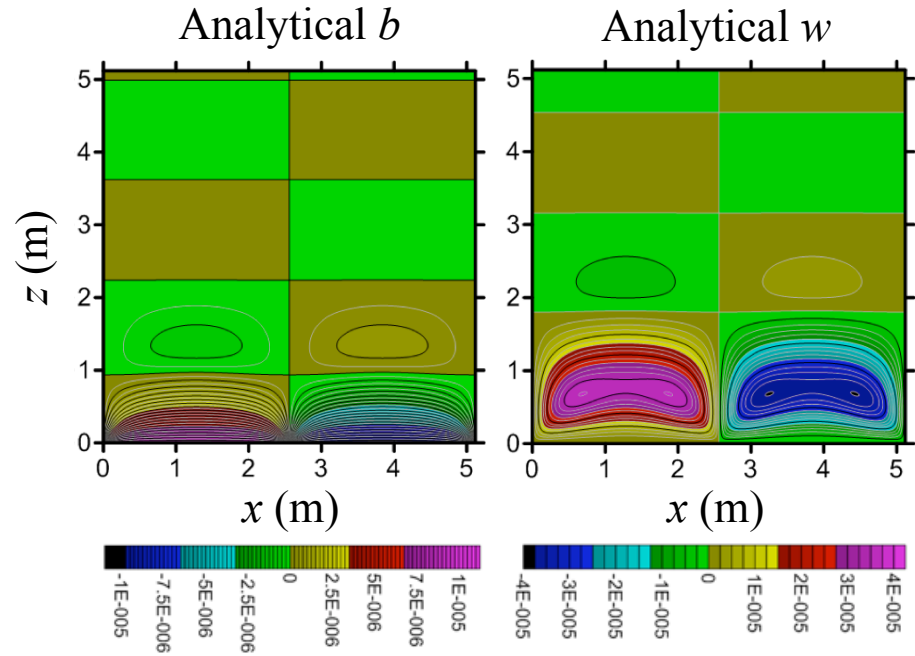 Analytical b
Analytical w
5
4
3
2
1
0
z (m)
0 1 2 3 4 5
x (m)
5
4
3
2
1
0
0 1 2 3 4 5
x (m)
-1E-005
-7.5E-006
-5E-006
-2.5E-006
0
2.5E-006
5E-006
7.5E-006
1E-005
-4E-005
-3E-005
-2E-005
-1E-005
0
1E-005
2E-005
3E-005
4E-005